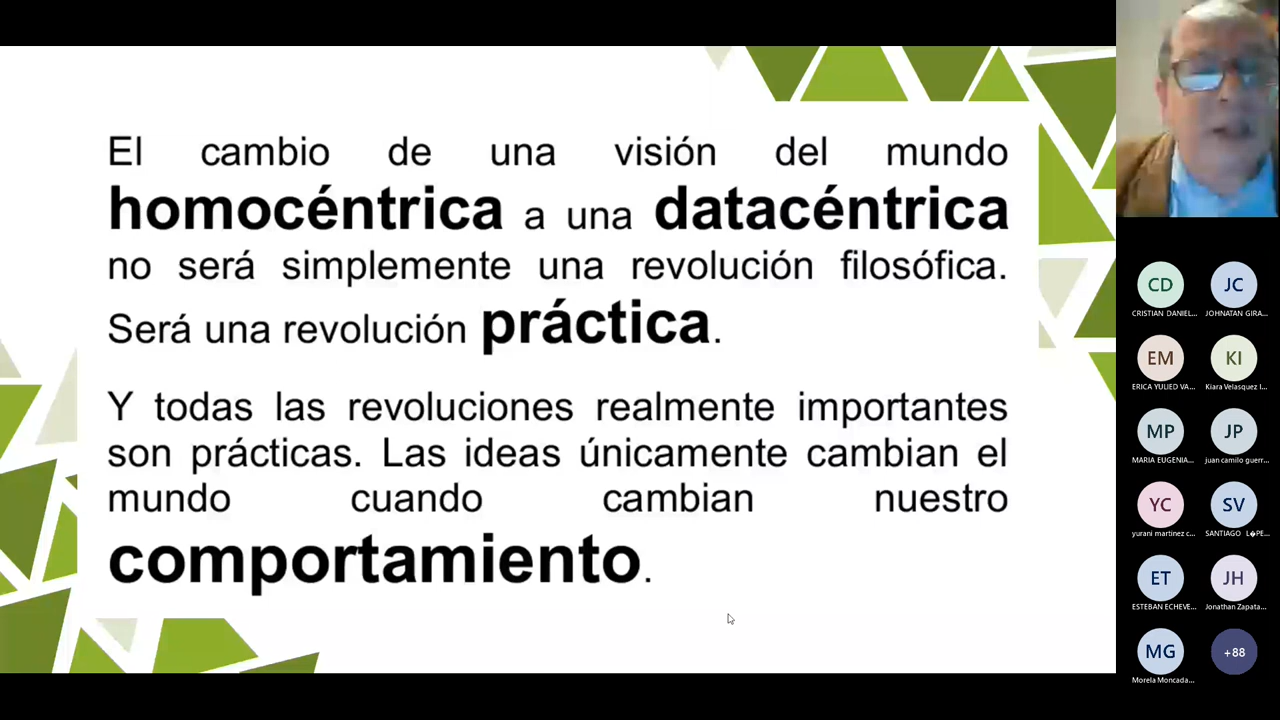 El cambio de una visión del mundo
homocéntrica a una datacéntrica
no será simplemente una revolución filosófica.
Será una revolución práctica.
Y todas las revoluciones realmente importantes
son prácticas. Las ideas únicamente cambian el
mundo cuando cambian nuestro
comportamiento.
CD JC
CRISTIAN DANIEL... JOHNATAN GIRA...
EM KI
ERICA YULIED VA... Kiara Velasquez I...
MP JP
MARIA EUGENIA... juan camilo guerr...
YC SV
yurani martinez c... SANTIAGO L�PE...
ET JH
ESTEBAN ECHEVE... Jonathan Zapata...
MG +88
Morela Moncada...